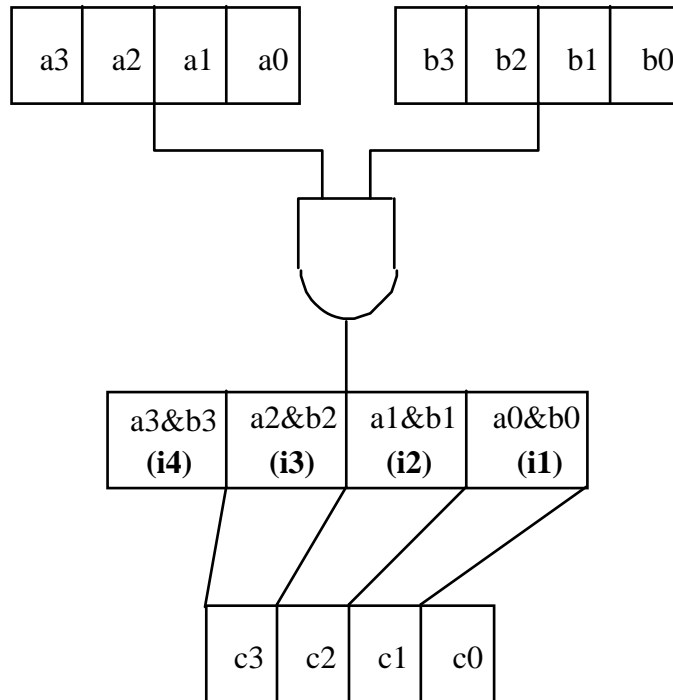 a3 a2 a1 a0
b3 b2 b1 b0
a3&b3 a2&b2 a1&b1 a0&b0
(i4) (i3) (i2) (i1)
c3 c2 c1 c0